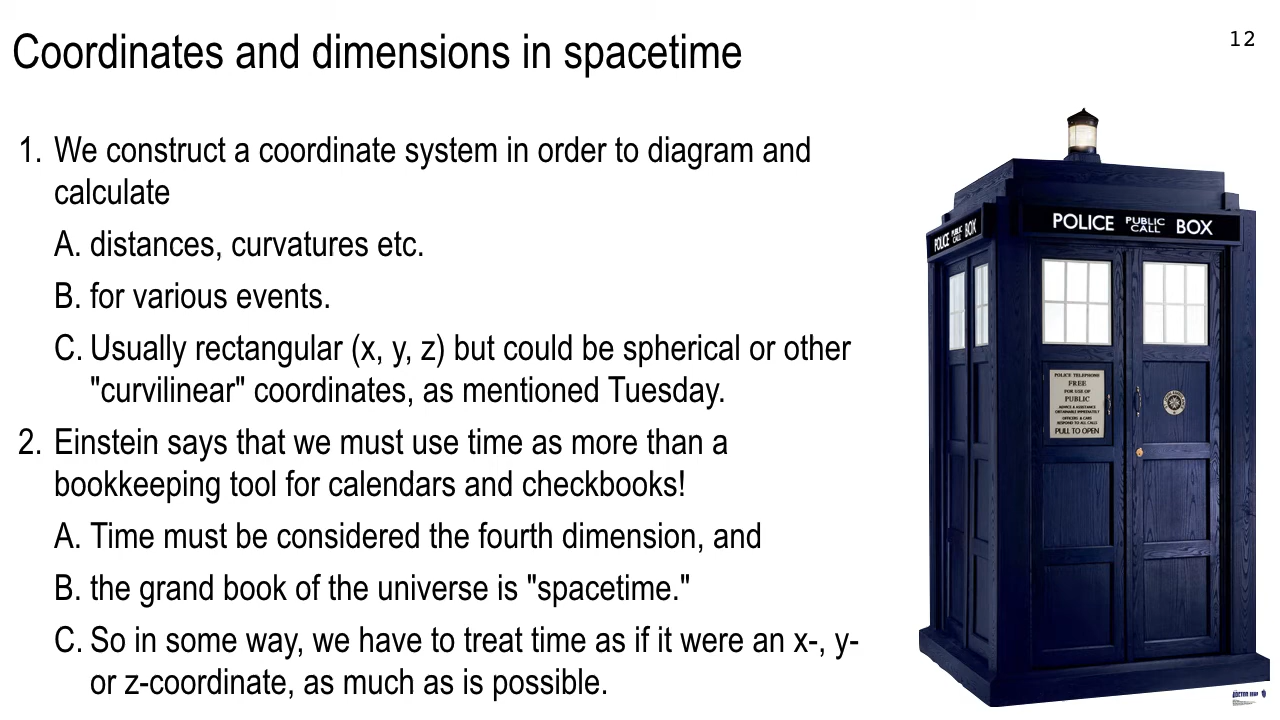 Coordinates and dimensions in spacetime
12
1. We construct a coordinate system in order to diagram and
calculate
A. distances, curvatures etc.
B. for various events.
C. Usually rectangular (x, y, z) but could be spherical or other
"curvilinear" coordinates, as mentioned Tuesday.
2. Einstein says that we must use time as more than a
bookkeeping tool for calendars and checkbooks!
A. Time must be considered the fourth dimension, and
B. the grand book of the universe is "spacetime."
C. So in some way, we have to treat time as if it were an x-, y-
or z-coordinate, as much as is possible.
POLICE PUBLIC CALL BOX
POLICE PUBLIC CALL BOX
POLICE TELEPHONE
FREE
FOR USE OF
PUBLIC
ADVICE & ASSISTANCE
OBTAINABLE IMMEDIATELY
OFFICERS & CARS
RESPOND TO ALL CALLS
PULL TO OPEN